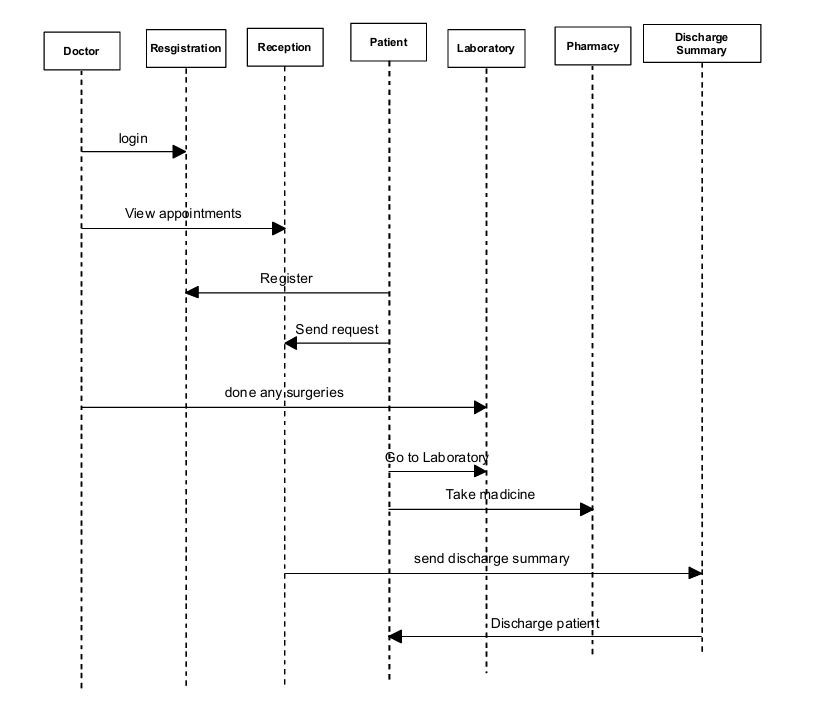 Doctor
Resgistration
Reception
Patient
Laboratory
Pharmacy
Discharge
Summary
login
View appointments
Register
Send request
done any surgeries
Go to Laboratory
Take madicine
send discharge summary
Discharge patient